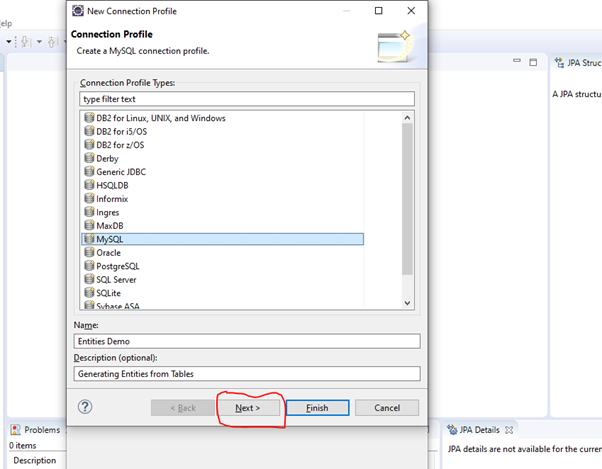 New Connection Profile
elp
Connection Profile
Create a MySQL connection profile.
JPA Struc
A JPA structu
Connection Profile Types:
type filter text
DB2 for Linux, UNIX, and Windows
DB2 for i5/OS
DB2 for z/OS
Derby
Generic JDBC
HSQLDB
Informix
Ingres
MaxDB
MySQL
Oracle
PostgreSQL
SQL Server
SQLite
Sybase ASA
Name:
Entities Demo
Description (optional):
Generating Entities from Tables
< Back
Next >
Finish
Cancel
Problems
0 items
Description
JPA Details
JPA details are not available for the curren